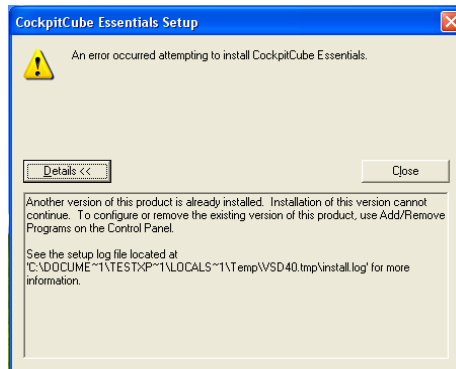 CockpitCube Essentials Setup
An error occurred attempting to install CockpitCube Essentials.
Details <<
Close
Another version of this product is already installed. Installation of this version cannot
continue. To configure or remove the existing version of this product, use Add/Remove
Programs on the Control Panel.
See the setup log file located at
'C:\DOCUME~1\TESTXP~1\LOCALS~1\Temp\VSD40.tmp\install.log' for more
information.